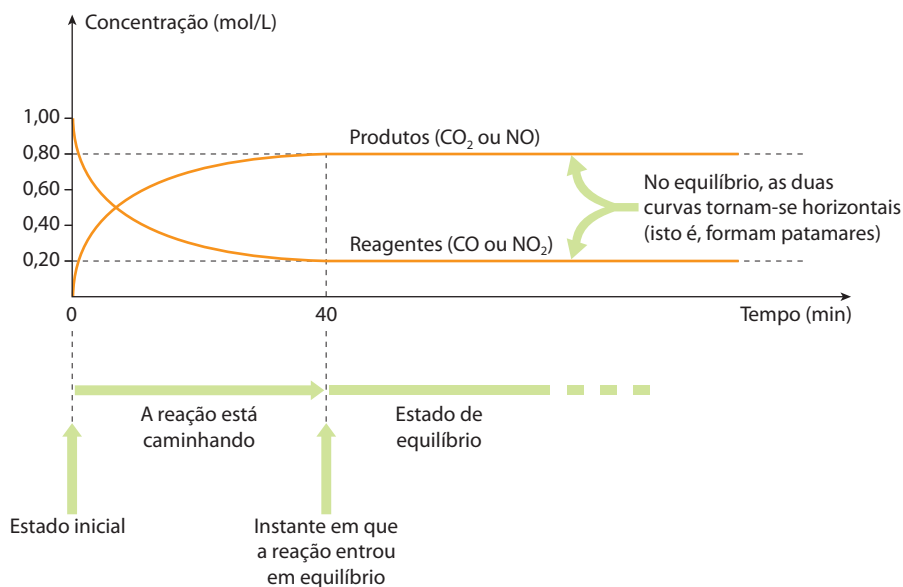 Concentração (mol/L)
1,00
0,80
0,60
0,40
0,20
Produtos (CO₂ ou NO)
Reagentes (CO ou NO₂)
No equilíbrio, as duas
curvas tornam-se horizontais
(isto é, formam patamares)
0
40
Tempo (min)
A reação está
caminhando
Estado de
equilíbrio
Estado inicial
Instante em que
a reação entrou
em equilíbrio